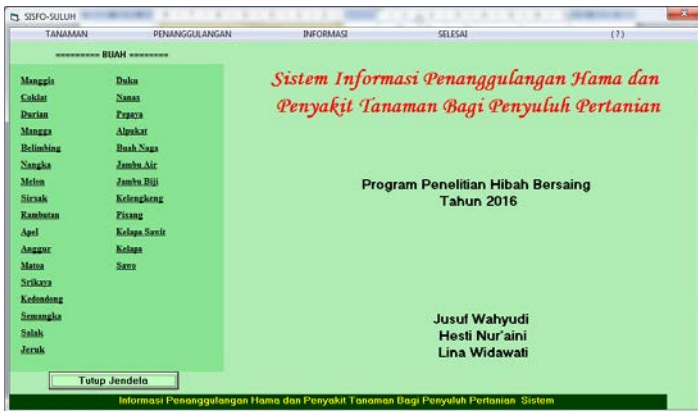 SISFO-SULUH
TANAMAN PENANGGULANGAN INFORMASI SELESAI (?)
========= BUAH ========
Manggis
Coklat
Durian
Mangga
Belimbing
Nangka
Melon
Sirsak
Rambutan
Apel
Anggur
Matoa
Srikaya
Kedondong
Semangka
Salak
Jeruk
Duku
Nanas
Pepaya
Alpukat
Buah Naga
Jambu Air
Jambu Biji
Kelengkeng
Pisang
Kelapa Sawit
Kelapa
Sawo
Tutup Jendela
Sistem Informasi Penanggulangan Hama dan
Penyakit Tanaman Bagi Penyuluh Pertanian
Program Penelitian Hibah Bersaing
Tahun 2016
Jusuf Wahyudi
Hesti Nur'aini
Lina Widawati
Informasi Penanggulangan Hama dan Penyakit Tanaman Bagi Penyuluh Pertanian Sistem